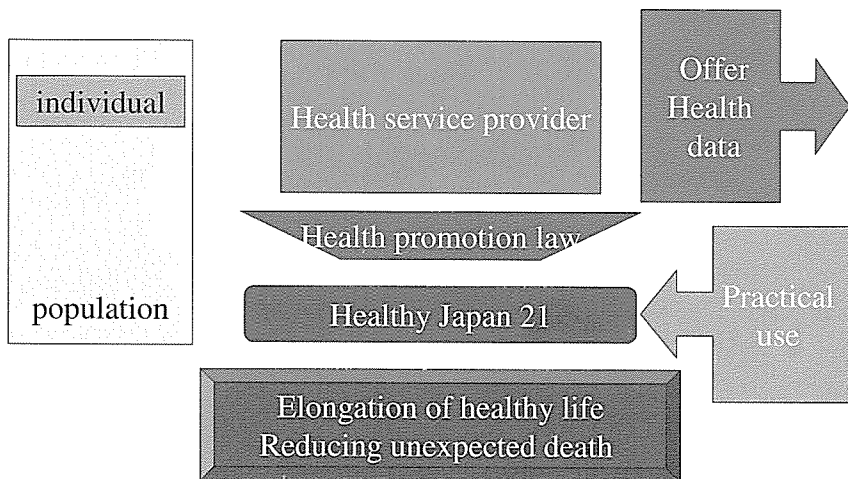 individual
population
Health service provider
Offer
Health
data
Health promotion law
Healthy Japan 21
Practical
use
Elongation of healthy life
Reducing unexpected death